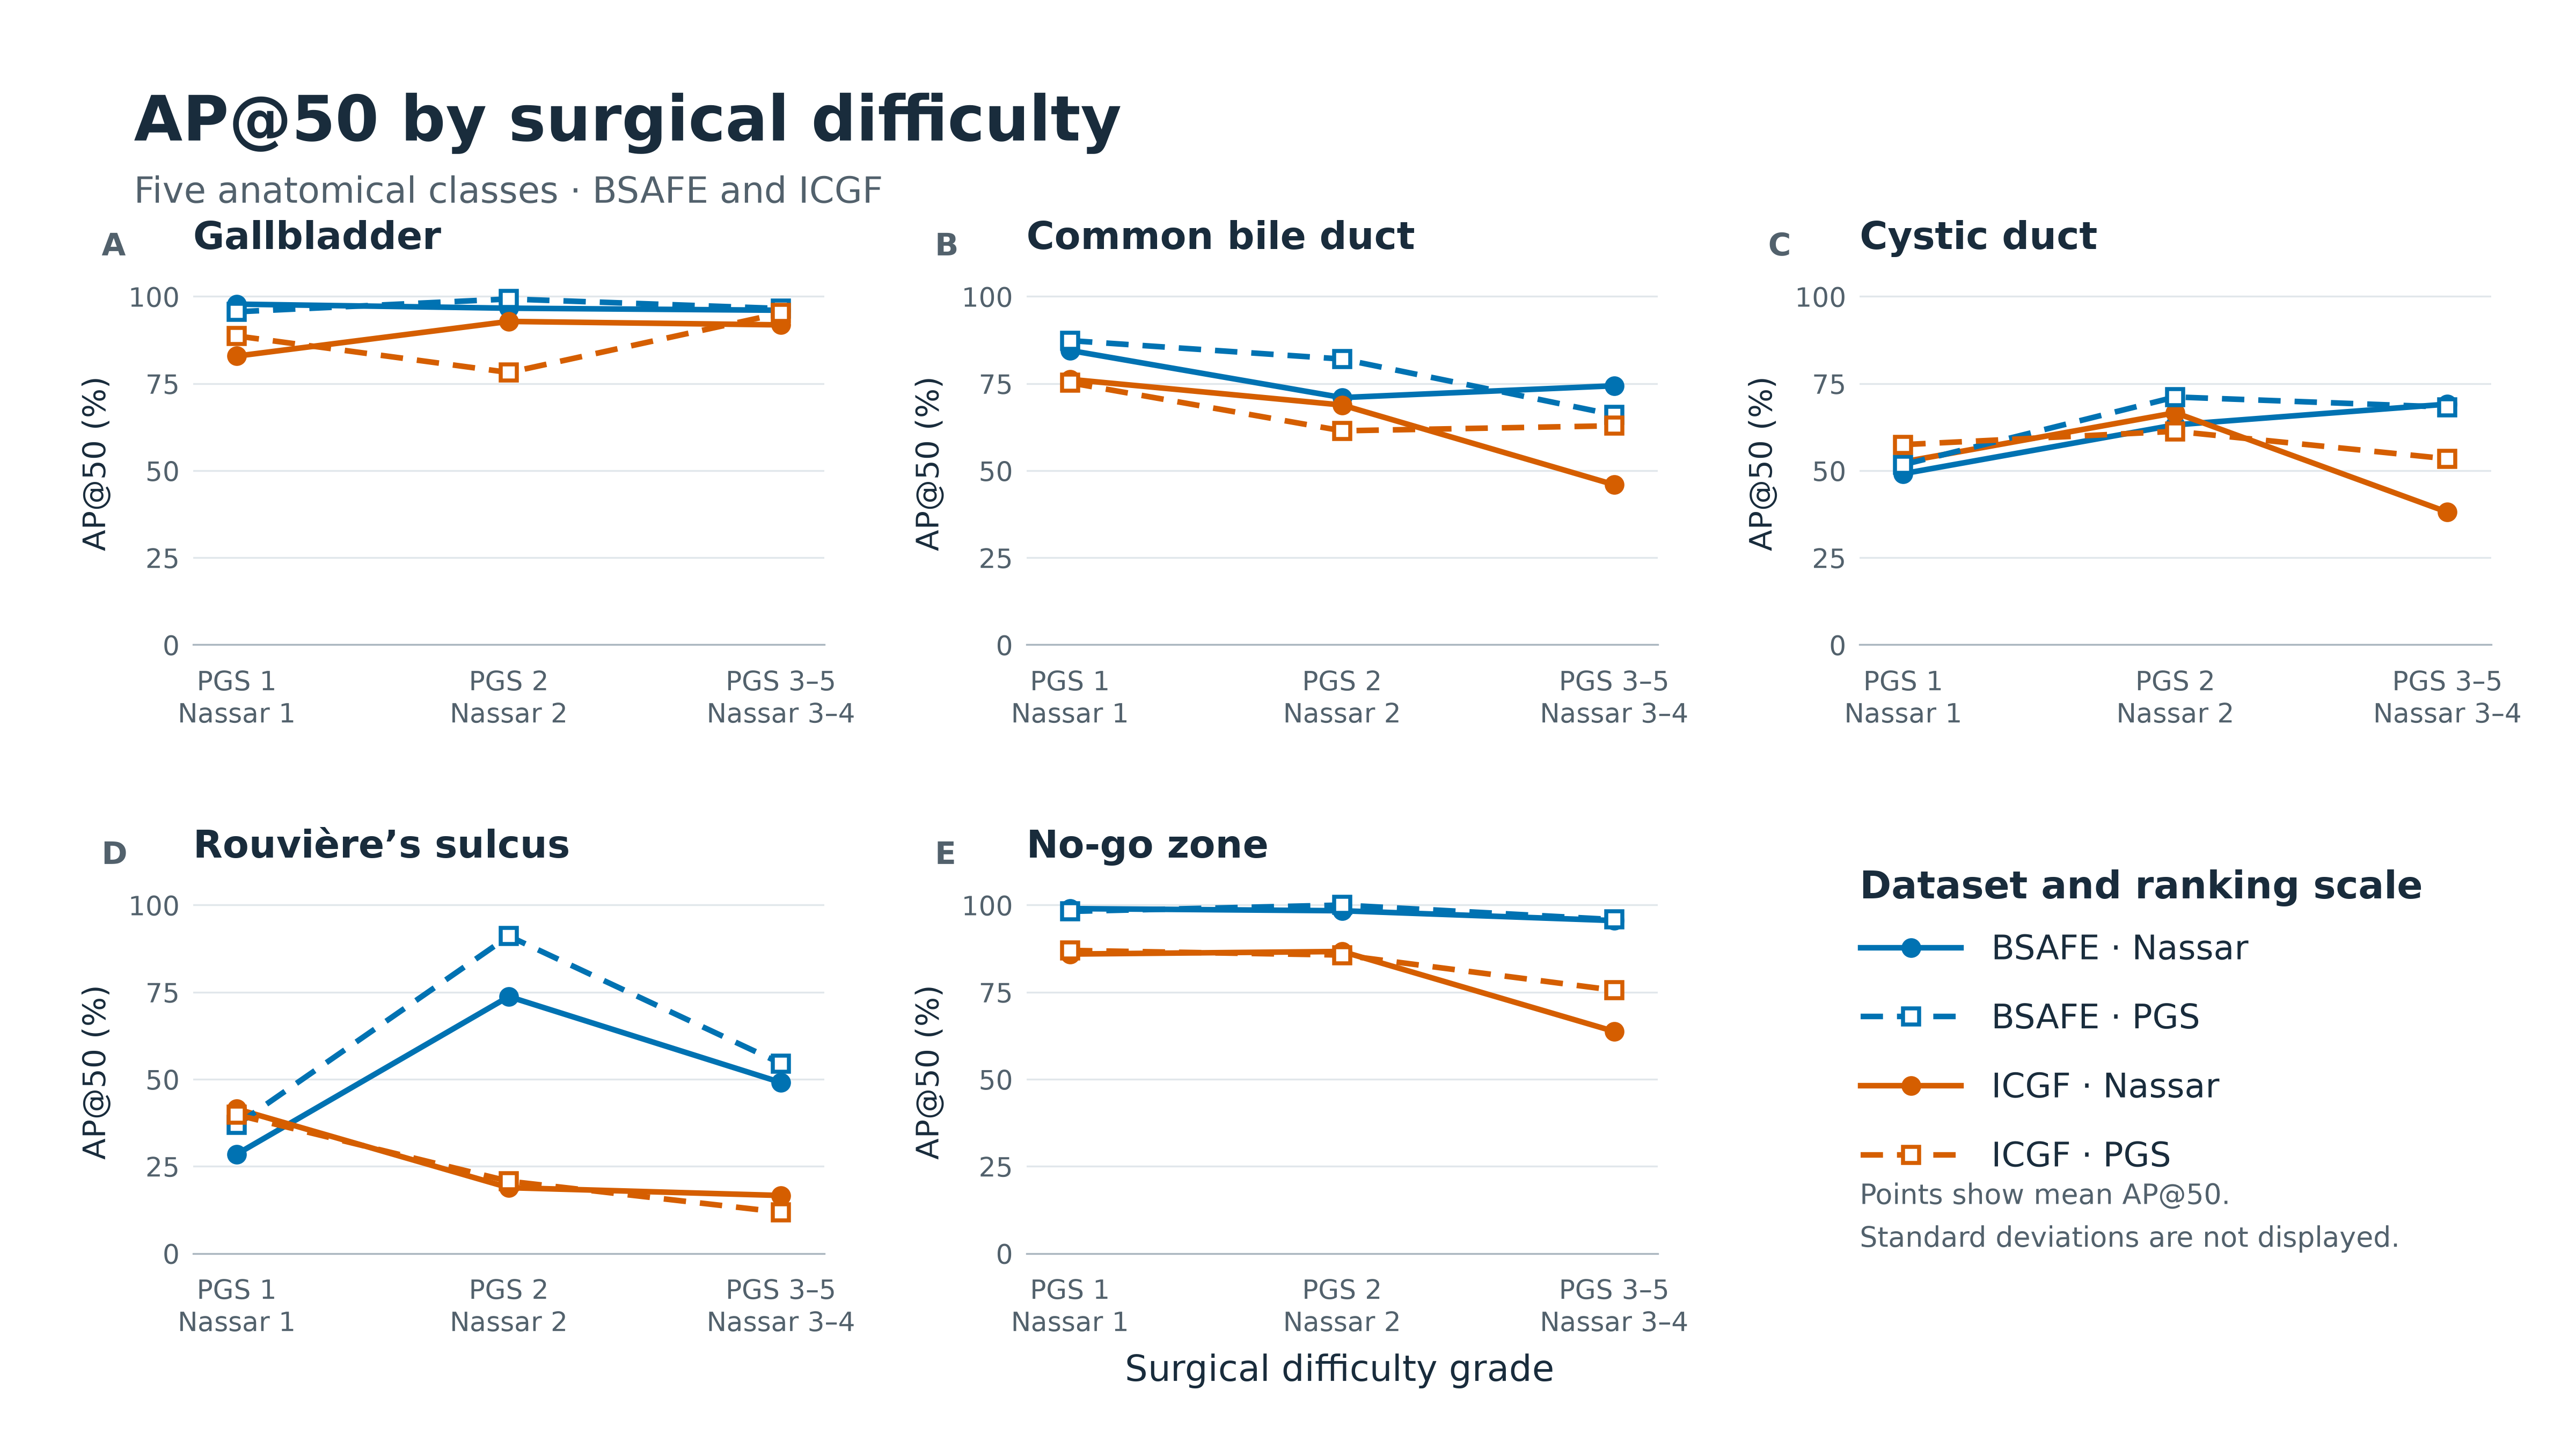 AP@50 by surgical difficulty
Five anatomical classes · BSAFE and ICGF
A
Gallbladder
AP@50 (%)
100
75
50
25
0
PGS 1
Nassar 1
PGS 2
Nassar 2
PGS 3–5
Nassar 3–4
B
Common bile duct
AP@50 (%)
100
75
50
25
0
PGS 1
Nassar 1
PGS 2
Nassar 2
PGS 3–5
Nassar 3–4
C
Cystic duct
AP@50 (%)
100
75
50
25
0
PGS 1
Nassar 1
PGS 2
Nassar 2
PGS 3–5
Nassar 3–4
D
Rouvière’s sulcus
AP@50 (%)
100
75
50
25
0
PGS 1
Nassar 1
PGS 2
Nassar 2
PGS 3–5
Nassar 3–4
E
No-go zone
AP@50 (%)
100
75
50
25
0
PGS 1
Nassar 1
PGS 2
Nassar 2
PGS 3–5
Nassar 3–4
Surgical difficulty grade
Dataset and ranking scale
BSAFE · Nassar
BSAFE · PGS
ICGF · Nassar
ICGF · PGS
Points show mean AP@50.
Standard deviations are not displayed.